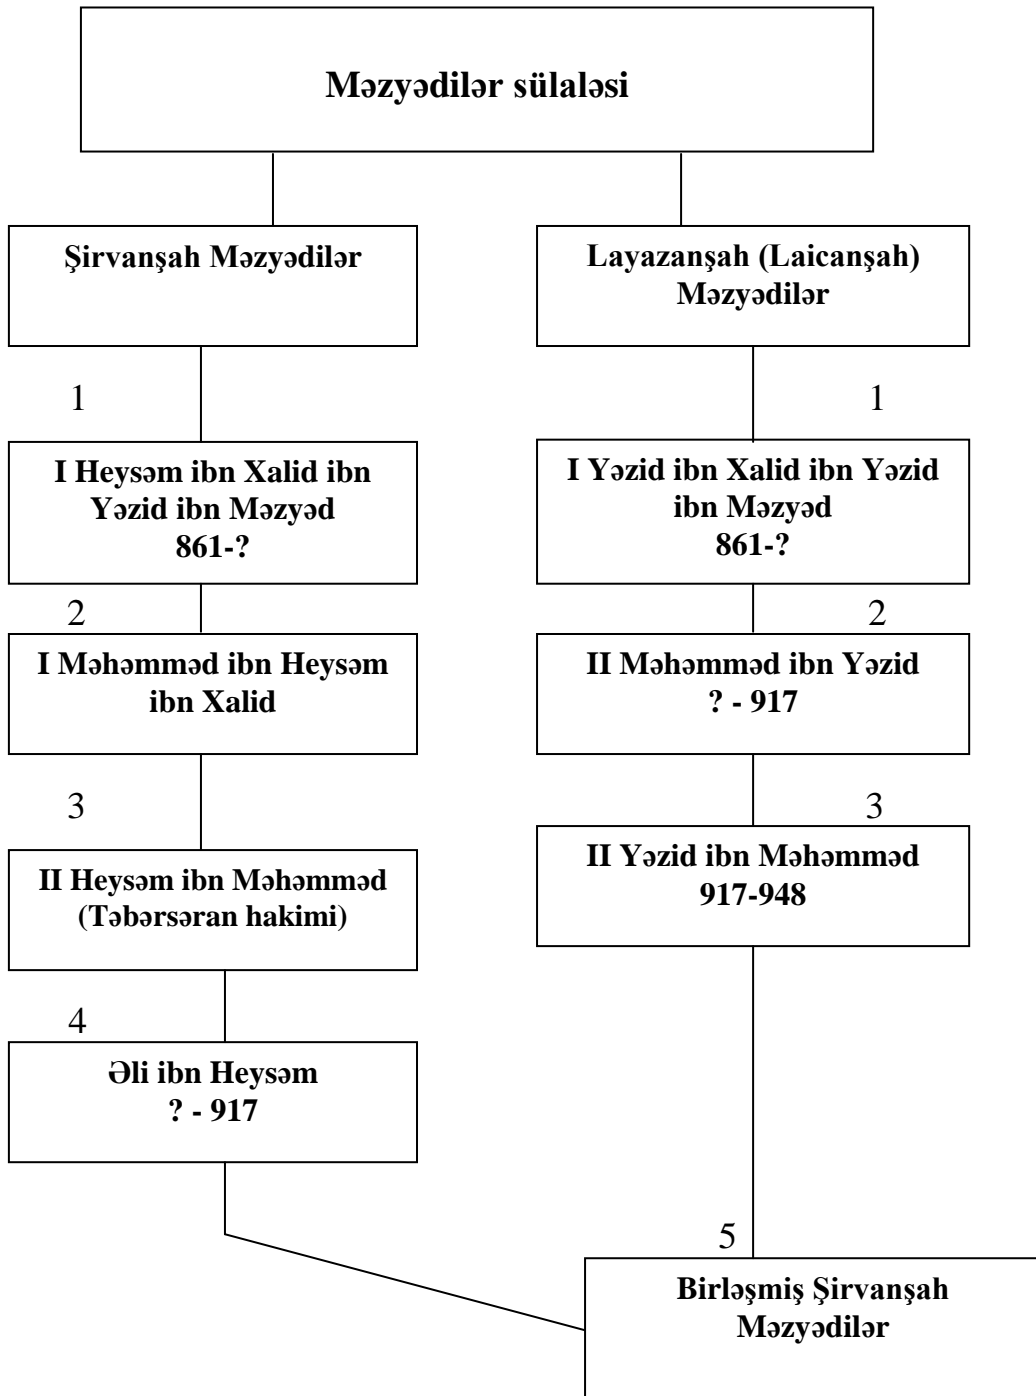 Məzyədilər sülaləsi
Şirvanşah Məzyədilər
Layazanşah (Laicanşah)
Məzyədilər
1
1
I Heysəm ibn Xalid ibn
Yəzid ibn Məzyəd
861-?
I Yəzid ibn Xalid ibn Yəzid
ibn Məzyəd
861-?
2
2
I Məhəmməd ibn Heysəm
ibn Xalid
II Məhəmməd ibn Yəzid
? - 917
3
3
II Heysəm ibn Məhəmməd
(Təbərsəran hakimi)
II Yəzid ibn Məhəmməd
917-948
4
Əli ibn Heysəm
? - 917
5
Birləşmiş Şirvanşah
Məzyədilər